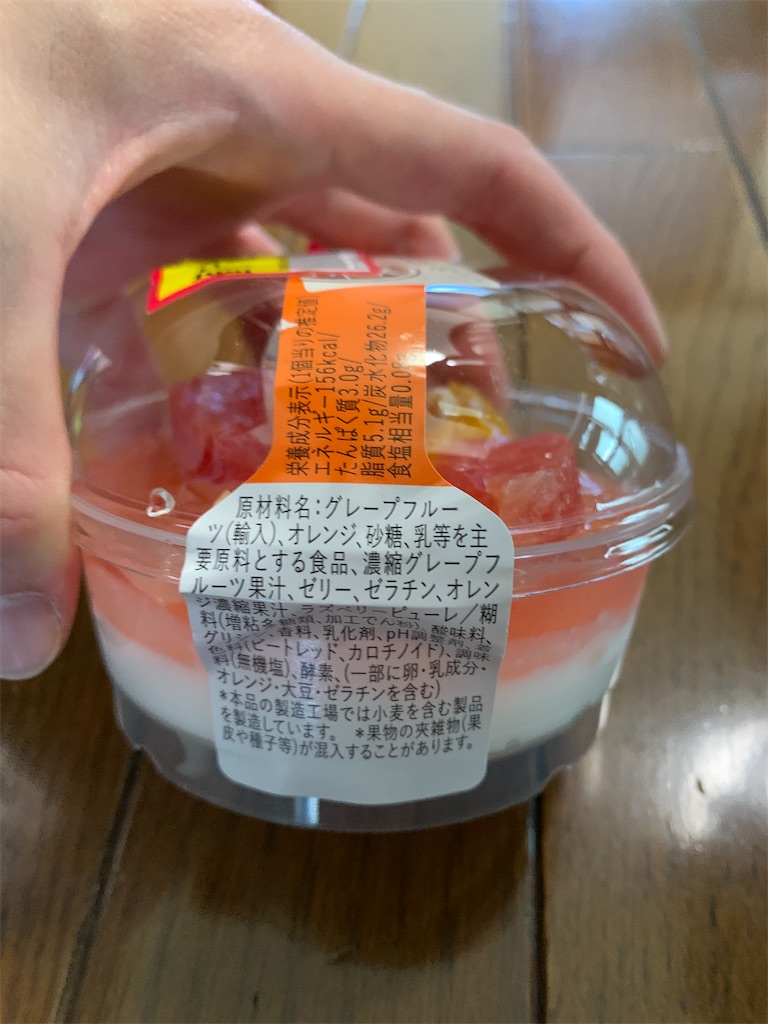 栄養成分表示(1個当りの推定値)
エネルギー156kcal/
たんぱく質3.0g/
脂質5.1g/炭水化物26.2g/
食塩相当量0.0
原材料名:グレープフルー
ツ(輸入)、オレンジ、砂糖、乳等を主
要原料とする食品、濃縮グレープフ
ルーツ果汁、ゼリー、ゼラチン、オレン
ジ濃縮果汁、ラズベリーピューレ/糊
料(増粘多糖類、加工でん粉)、酸味料、
グリシン、香料、乳化剤、pH調整剤、着
色料(ビートレッド、カロチノイド)、調味
料(無機塩)、酵素、(一部に卵・乳成分・
オレンジ・大豆・ゼラチンを含む)
*本品の製造工場では小麦を含む製品
を製造しています。 *果物の夾雑物(果
皮や種子等)が混入することがあります。